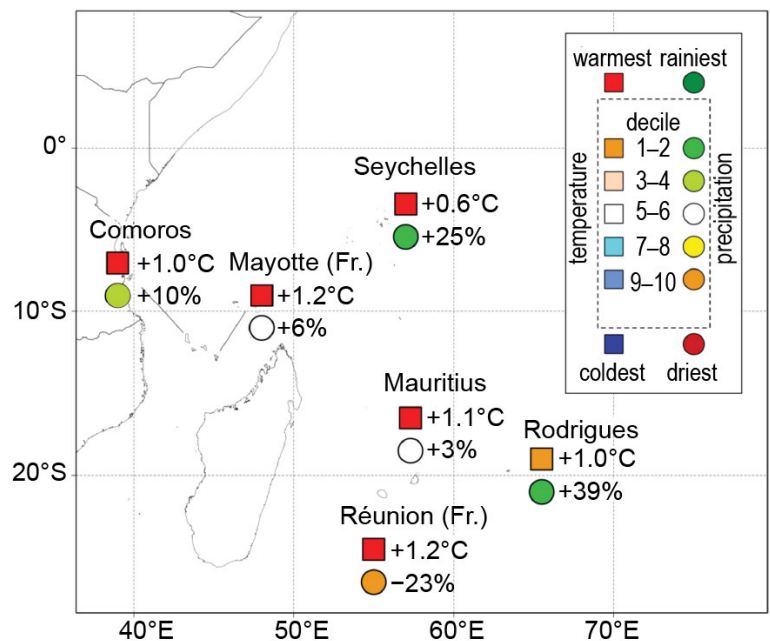 warmest rainiest
decile
1–2
3–4
5–6
7–8
9–10
temperature
precipitation
coldest driest
0°
10°S
20°S
Seychelles
+0.6°C
+25%
Comoros
+1.0°C
+10%
Mayotte (Fr.)
+1.2°C
+6%
Mauritius
+1.1°C
+3%
Rodrigues
+1.0°C
+39%
Réunion (Fr.)
+1.2°C
−23%
40°E
50°E
60°E
70°E